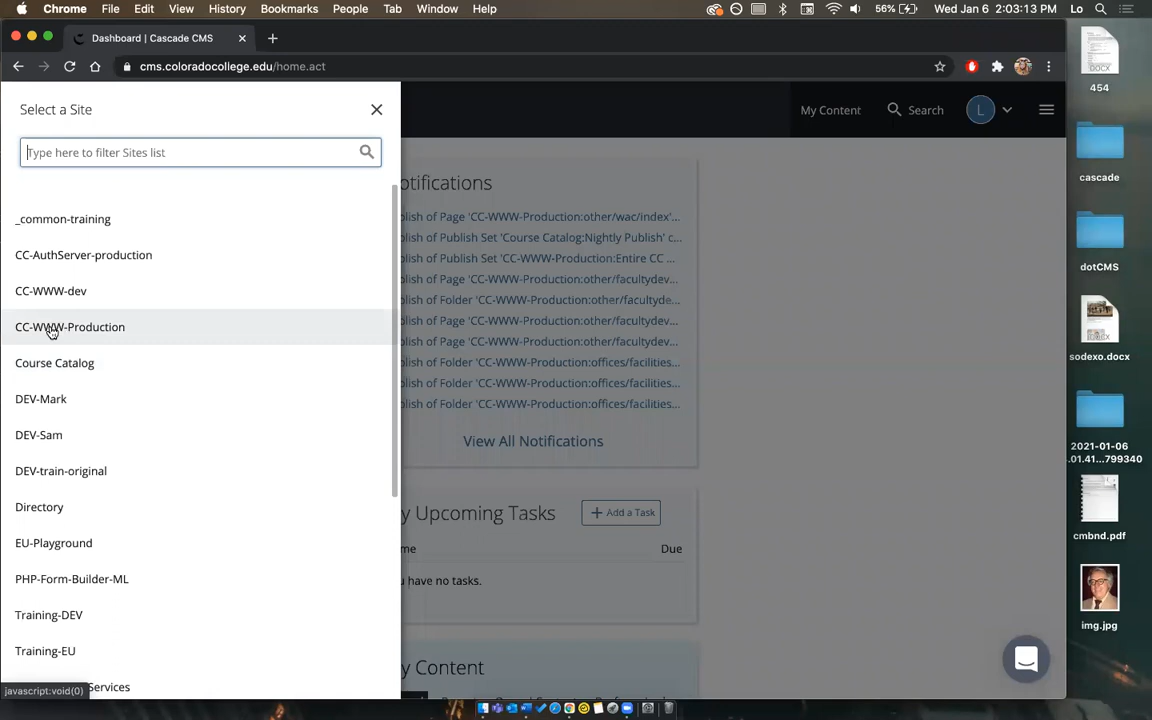 Chrome File Edit View History Bookmarks People Tab Window Help 56% Wed Jan 6 2:03:13 PM Lo
Dashboard | Cascade CMS
cms.coloradocollege.edu/home.act
Select a Site
My Content Search L
Type here to filter Sites list
_common-training
CC-AuthServer-production
CC-WWW-dev
CC-WWW-Production
Course Catalog
DEV-Mark
DEV-Sam
DEV-train-original
Directory
EU-Playground
PHP-Form-Builder-ML
Training-DEV
Training-EU
Services
javascript:void(0)
otifications
blish of Page 'CC-WWW-Production:other/wac/index'...
blish of Publish Set 'Course Catalog:Nightly Publish' c...
blish of Publish Set 'CC-WWW-Production:Entire CC ...
blish of Page 'CC-WWW-Production:other/facultydev...
blish of Folder 'CC-WWW-Production:other/facultyde...
blish of Page 'CC-WWW-Production:other/facultydev...
blish of Page 'CC-WWW-Production:other/facultydev...
blish of Folder 'CC-WWW-Production:offices/facilities...
blish of Folder 'CC-WWW-Production:offices/facilities...
blish of Folder 'CC-WWW-Production:offices/facilities...
View All Notifications
y Upcoming Tasks + Add a Task
me Due
u have no tasks.
y Content
DOCX
454
cascade
dotCMS
sodexo.docx
2021-01-06
.01.41...799340
cmbnd.pdf
img.jpg